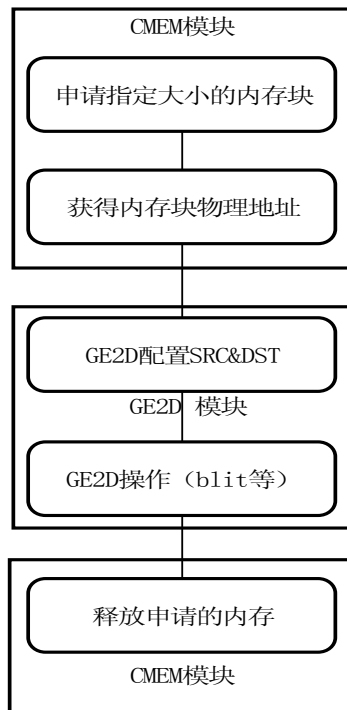 CMEM模块
申请指定大小的内存块
获得内存块物理地址
GE2D配置SRC&DST
GE2D 模块
GE2D操作（blit等）
释放申请的内存
CMEM模块